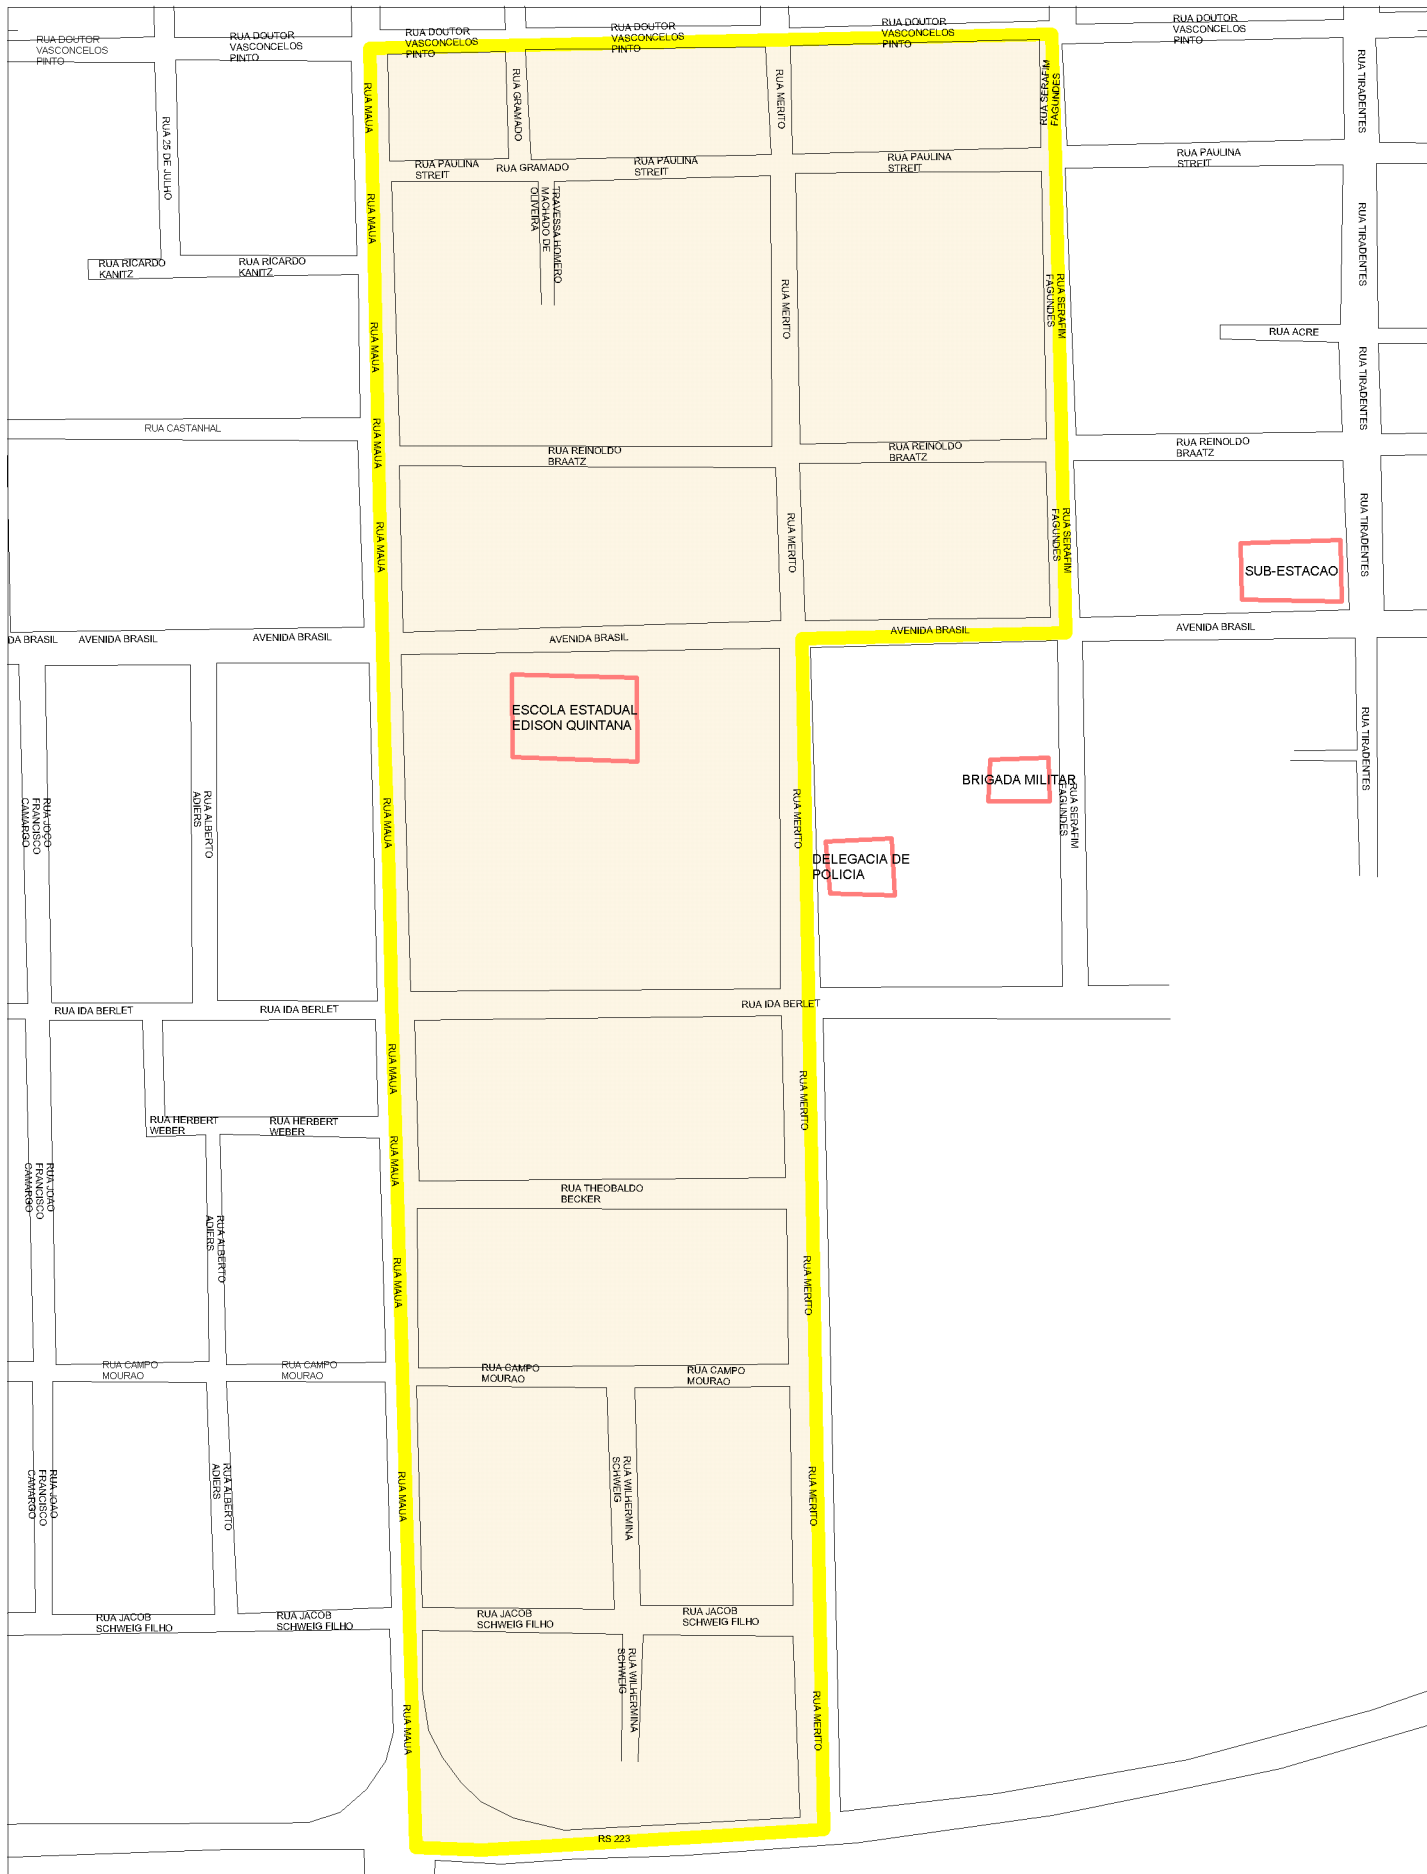 RUA DOUTOR
VASCONCELOS
PINTO
RUA DOUTOR
VASCONCELOS
PINTO
RUA DOUTOR
VASCONCELOS
PINTO
RUA DOUTOR
VASCONCELOS
PINTO
RUA DOUTOR
VASCONCELOS
PINTO
RUA DOUTOR
VASCONCELOS
PINTO
RUA MAUA
RUA GRAMADO
RUA MERITO
RUA SERAFIM
FAGUNDES
RUA TIRADENTES
RUA 25 DE JULHO
RUA PAULINA
STREIT
RUA GRAMADO
RUA PAULINA
STREIT
RUA PAULINA
STREIT
RUA PAULINA
STREIT
RUA MAUA
TRAVESSA HOMERO
MACHADO DE
OLIVEIRA
RUA TIRADENTES
RUA RICARDO
KANITZ
RUA RICARDO
KANITZ
RUA MERITO
RUA SERAFIM
FAGUNDES
RUA MAUA
RUA ACRE
RUA TIRADENTES
RUA CASTANHAL
RUA MAUA
RUA REINOLDO
BRAATZ
RUA REINOLDO
BRAATZ
RUA REINOLDO
BRAATZ
RUA MAUA
RUA MERITO
RUA SERAFIM
FAGUNDES
RUA TIRADENTES
SUB-ESTACAO
DA BRASIL
AVENIDA BRASIL
AVENIDA BRASIL
AVENIDA BRASIL
AVENIDA BRASIL
AVENIDA BRASIL
ESCOLA ESTADUAL
EDISON QUINTANA
RUA TIRADENTES
BRIGADA MILITAR
RUA SERAFIM
FAGUNDES
RUA JOÇO
FRANCISCO
CAMARGO
RUA ALBERTO
ADIERS
RUA MAUA
RUA MERITO
DELEGACIA DE
POLICIA
RUA IDA BERLET
RUA IDA BERLET
RUA IDA BERLET
RUA MAUA
RUA MERITO
RUA HERBERT
WEBER
RUA HERBERT
WEBER
RUA MAUA
RUA JOAO
FRANCISCO
CAMARGO
RUA THEOBALDO
BECKER
RUA ALBERTO
ADIERS
RUA MAUA
RUA MERITO
RUA CAMPO
MOURAO
RUA CAMPO
MOURAO
RUA CAMPO
MOURAO
RUA CAMPO
MOURAO
RUA JOAO
FRANCISCO
CAMARGO
RUA ALBERTO
ADIERS
RUA MAUA
RUA WILHERMINA
SCHWEIG
RUA MERITO
RUA JACOB
SCHWEIG FILHO
RUA JACOB
SCHWEIG FILHO
RUA JACOB
SCHWEIG FILHO
RUA JACOB
SCHWEIG FILHO
RUA MAUA
RUA WILHERMINA
SCHWEIG
RUA MERITO
RS 223